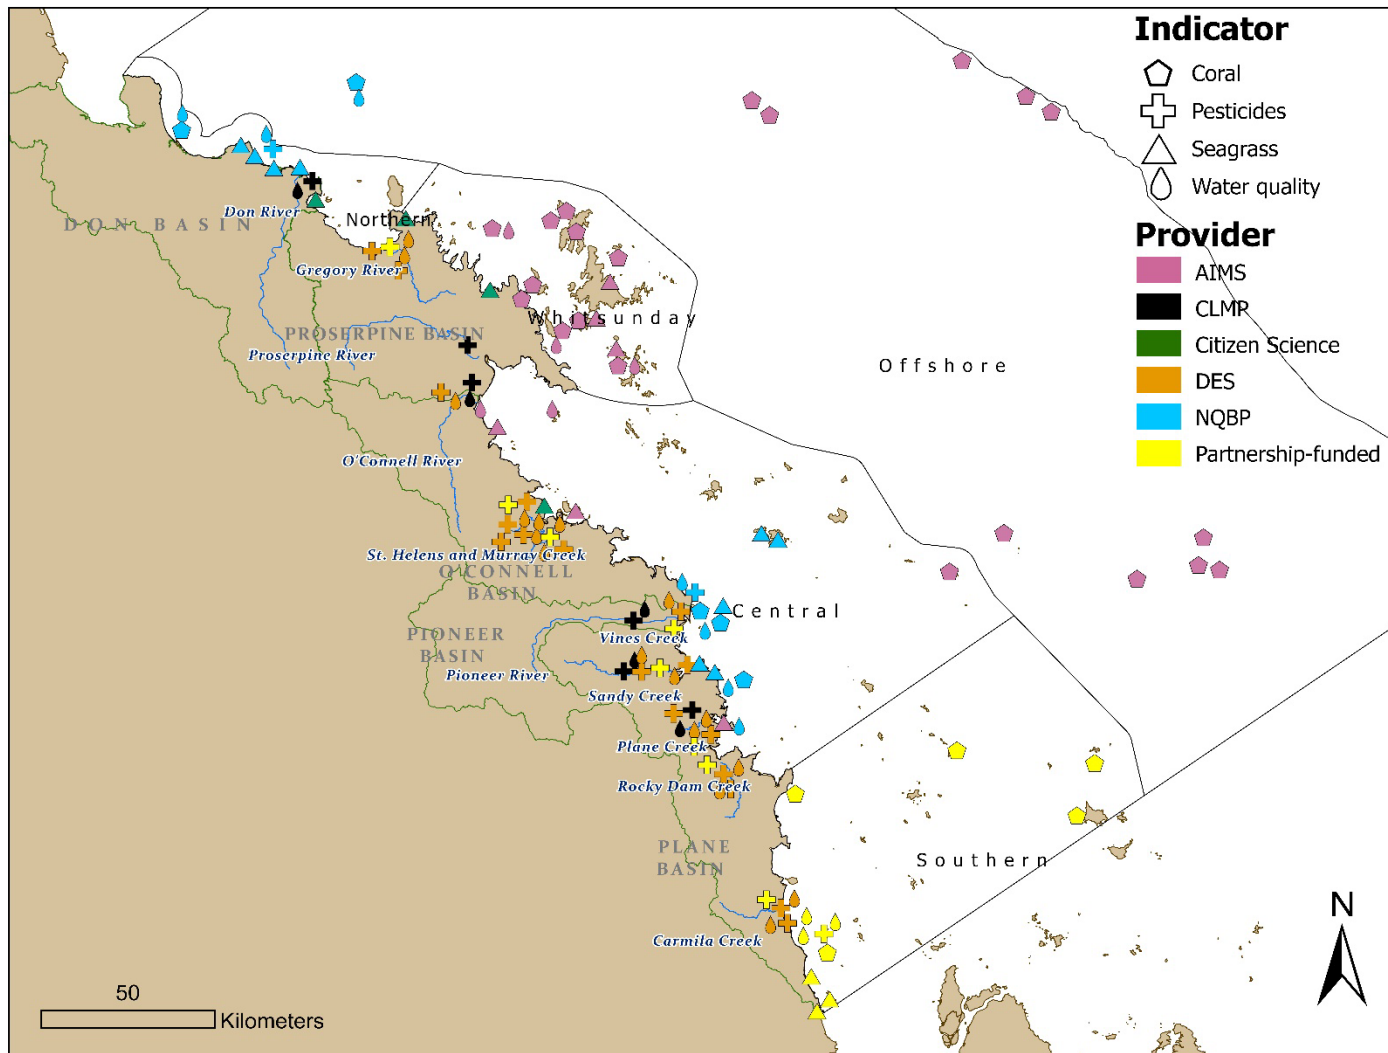 Indicator
Coral
Pesticides
Seagrass
Water quality
Provider
AIMS
CLMP
Citizen Science
DES
NQBP
Partnership-funded
Don River
DON BASIN
Northern
Gregory River
Whitsunday
PROSERPINE BASIN
Proserpine River
Offshore
O'Connell River
St. Helens and Murray Creek
O'CONNELL
BASIN
Central
Vines Creek
PIONEER
BASIN
Pioneer River
Sandy Creek
Plane Creek
Rocky Dam Creek
PLANE
BASIN
Southern
Carmila Creek
N
50
Kilometers